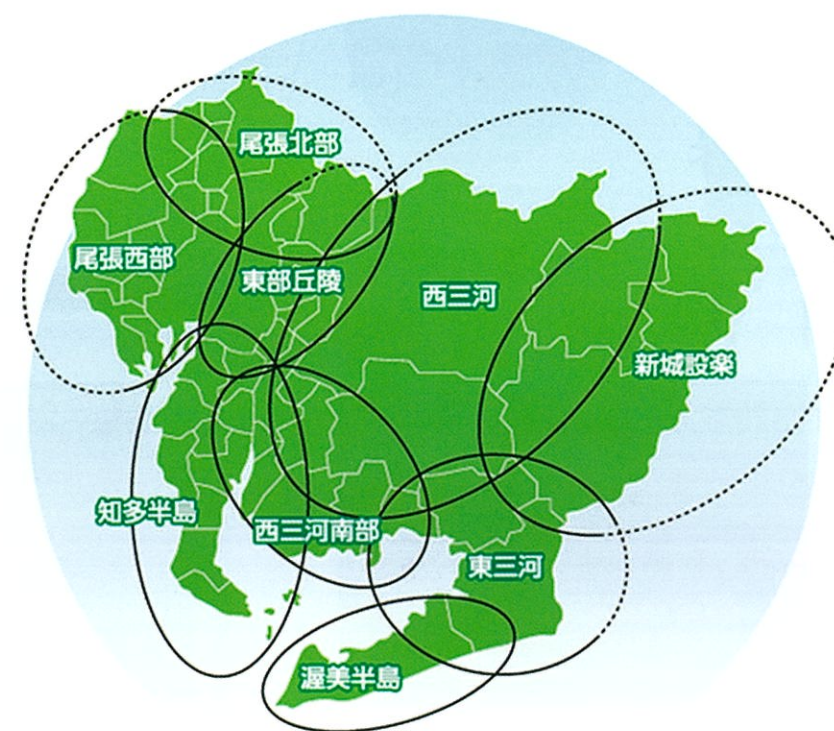 尾張北部
尾張西部
東部丘陵
西三河
新城設楽
知多半島
西三河南部
東三河
渥美半島